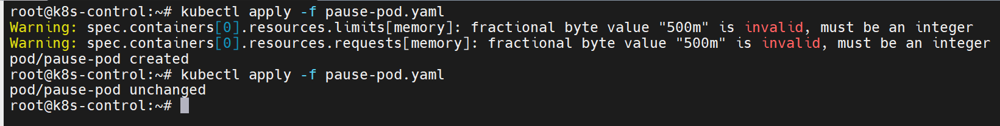 root@k8s-control:~# kubectl apply -f pause-pod.yaml
Warning: spec.containers[0].resources.limits[memory]: fractional byte value "500m" is invalid, must be an integer
Warning: spec.containers[0].resources.requests[memory]: fractional byte value "500m" is invalid, must be an integer
pod/pause-pod created
root@k8s-control:~# kubectl apply -f pause-pod.yaml
pod/pause-pod unchanged
root@k8s-control:~#